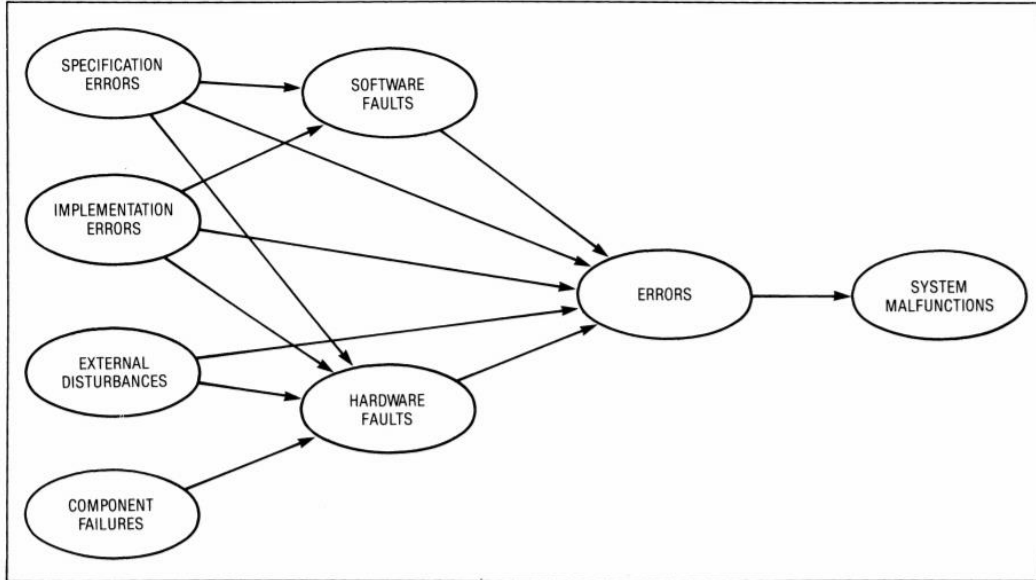 SPECIFICATION
ERRORS
SOFTWARE
FAULTS
IMPLEMENTATION
ERRORS
ERRORS
SYSTEM
MALFUNCTIONS
EXTERNAL
DISTURBANCES
HARDWARE
FAULTS
COMPONENT
FAILURES